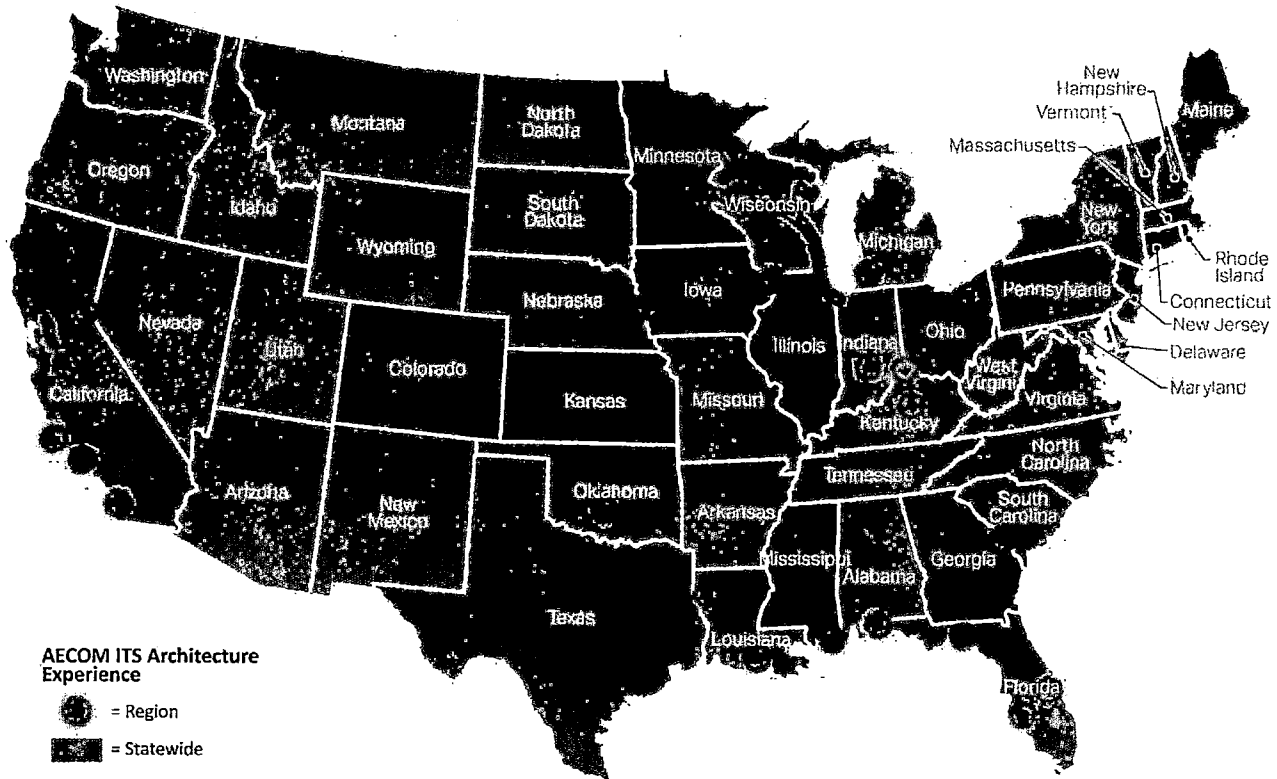 Washington
Montana
North
Dakota
Minnesota
Oregon
Idaho
Wyoming
South
Dakota
Wisconsin
Michigan
New
Hampshire
Vermont
Maine
Massachusetts
New
York
Rhode
Island
Connecticut
New Jersey
Delaware
Maryland
Pennsylvania
Nebraska
Iowa
Nevada
Utah
Colorado
Illinois
Indiana
Ohio
West
Virginia
Virginia
California
Kansas
Missouri
Kentucky
Arizona
New
Mexico
Oklahoma
Arkansas
Tennessee
North
Carolina
South
Carolina
Mississippi
Alabama
Georgia
Texas
Louisiana
Florida
AECOM ITS Architecture
Experience
= Region
= Statewide